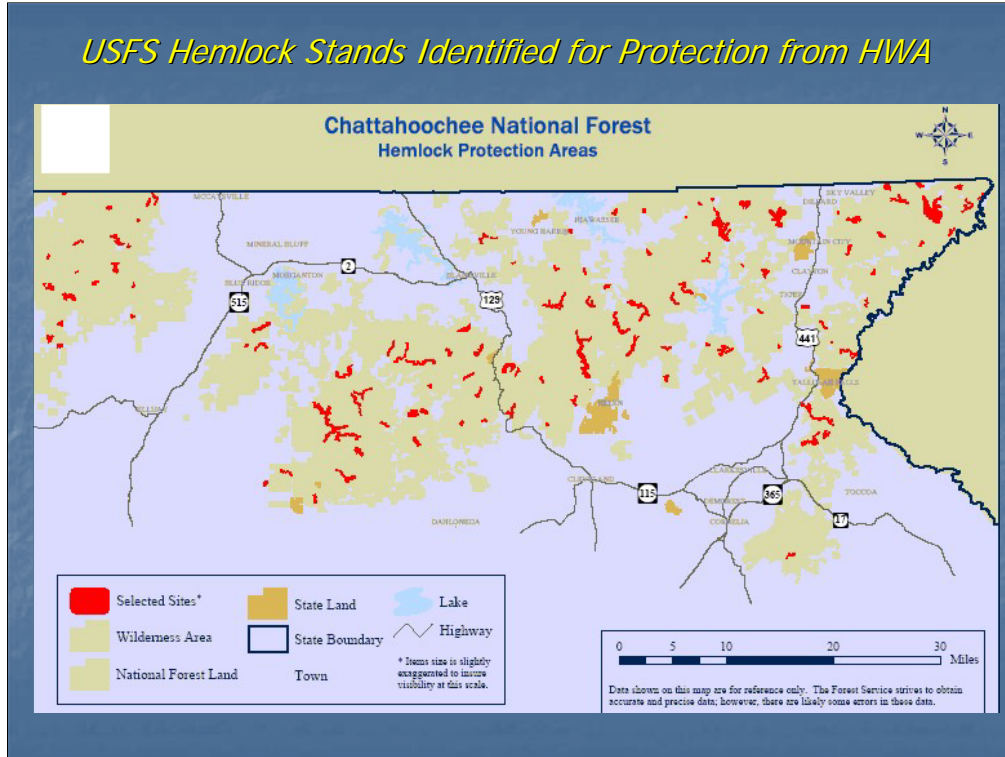 USFS Hemlock Stands Identified for Protection from HWA
Chattahoochee National Forest
Hemlock Protection Areas
N
W
E
S
MCCAYSVILLE
SKY VALLEY
DILLARD
HIAWASSEE
YOUNG HARRIS
MINERAL BLUFF
MOUNTAIN CITY
2
MORGANTON
BLAIRSVILLE
CLAYTON
BLUE RIDGE
TIGER
129
515
441
TALLULAH FALLS
HELEN
ELLIJAY
CLARKESVILLE
CLEVELAND
115
365
DEMOREST
TOCCOA
DAHLONEGA
CORNELIA
17
Selected Sites*
State Land
Lake
Wilderness Area
State Boundary
Highway
National Forest Land
Town
* Items size is slightly
exaggerated to insure
visibility at this scale.
0 5 10 20 30
Miles
Data shown on this map are for reference only. The Forest Service strives to obtain
accurate and precise data; however, there are likely some errors in these data.